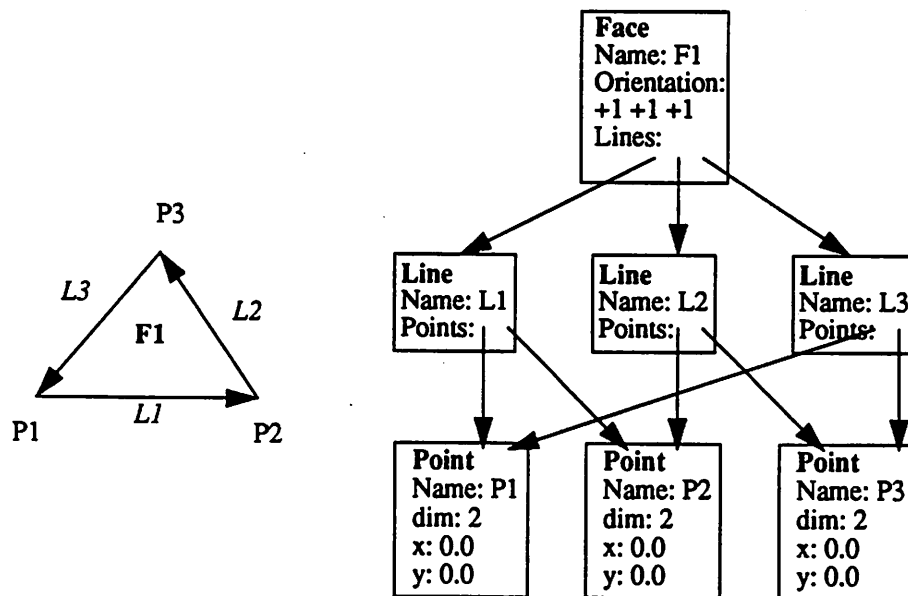 P3
L3
L2
F1
P1
L1
P2
Face
Name: F1
Orientation:
+1 +1 +1
Lines:
Line
Name: L1
Points:
Line
Name: L2
Points:
Line
Name: L3
Points:
Point
Name: P1
dim: 2
x: 0.0
y: 0.0
Point
Name: P2
dim: 2
x: 0.0
y: 0.0
Point
Name: P3
dim: 2
x: 0.0
y: 0.0